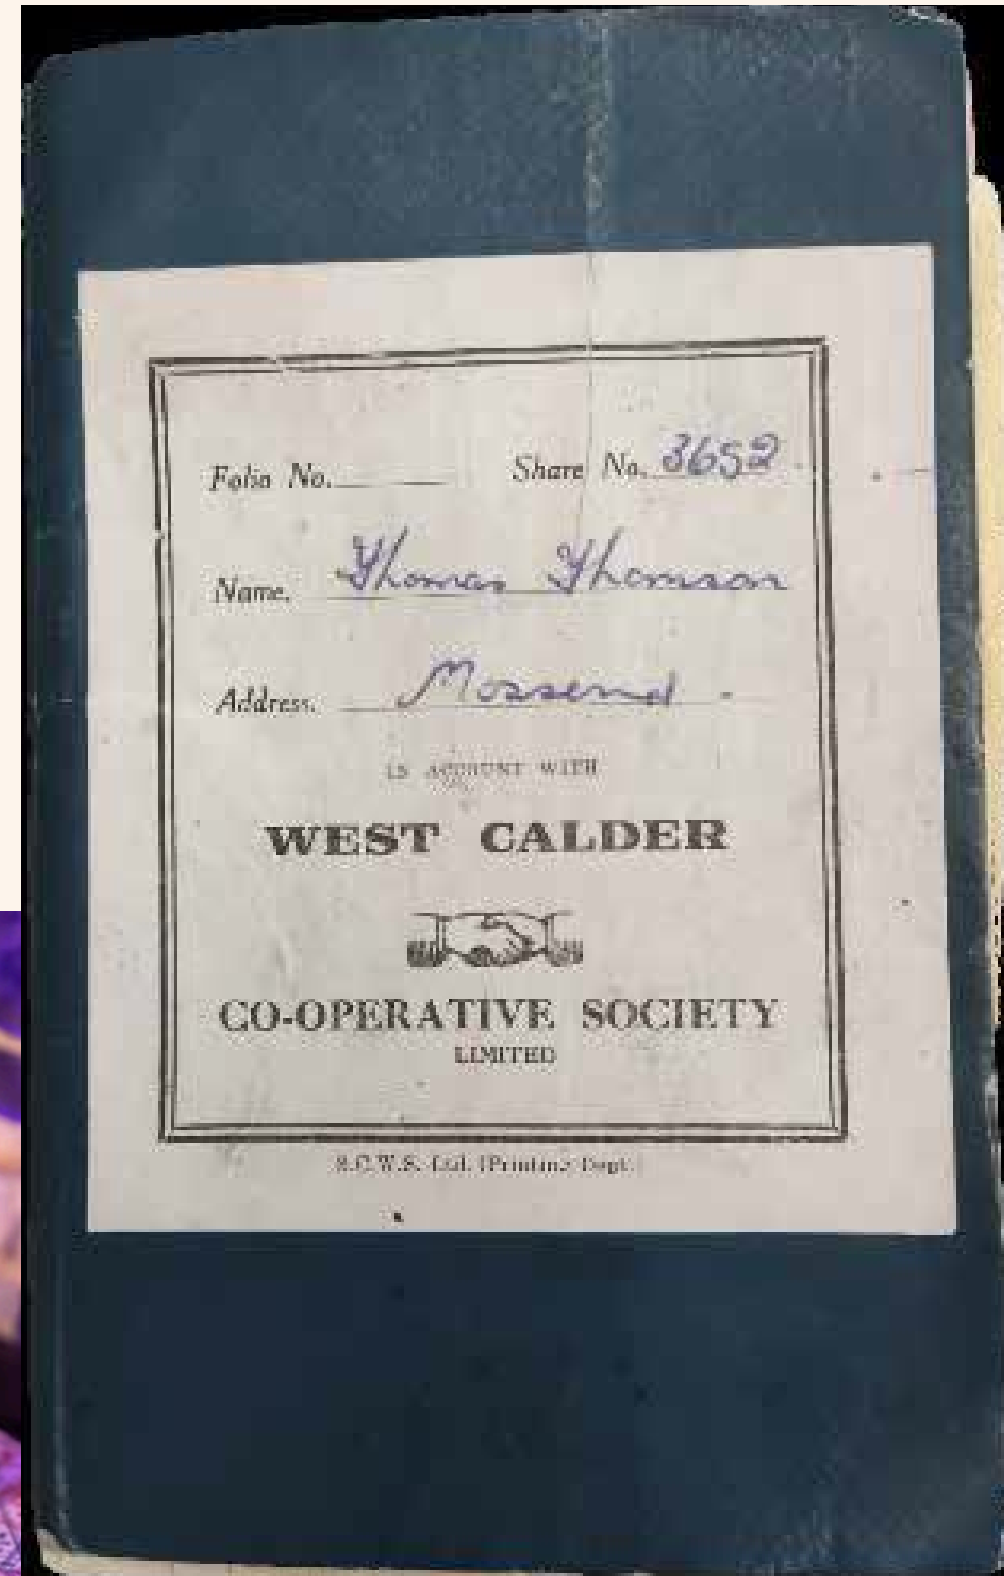 Folio No. Share No. 3652
Name. Thomas Thomson
Address. Mossend.
IN ACCOUNT WITH
WEST CALDER
CO-OPERATIVE SOCIETY
LIMITED
S.C.W.S. Ltd. (Printing Dept.)